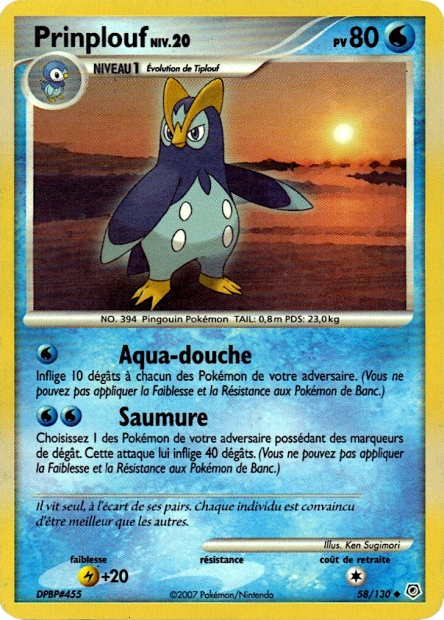 Prinplouf NIV.20 PV 80
NIVEAU 1 Évolution de Tiplouf
NO. 394 Pingouin Pokémon TAIL: 0,8 m PDS: 23,0 kg
Aqua-douche
Inflige 10 dégâts à chacun des Pokémon de votre adversaire. (Vous ne
pouvez pas appliquer la Faiblesse et la Résistance aux Pokémon de Banc.)
Saumure
Choisissez 1 des Pokémon de votre adversaire possédant des marqueurs
de dégât. Cette attaque lui inflige 40 dégâts. (Vous ne pouvez pas appliquer
la Faiblesse et la Résistance aux Pokémon de Banc.)
Il vit seul, à l'écart de ses pairs. Chaque individu est convaincu
d'être meilleur que les autres.
Illus. Ken Sugimori
faiblesse résistance coût de retraite
+20
DPBP#455 ©2007 Pokémon/Nintendo 58/130